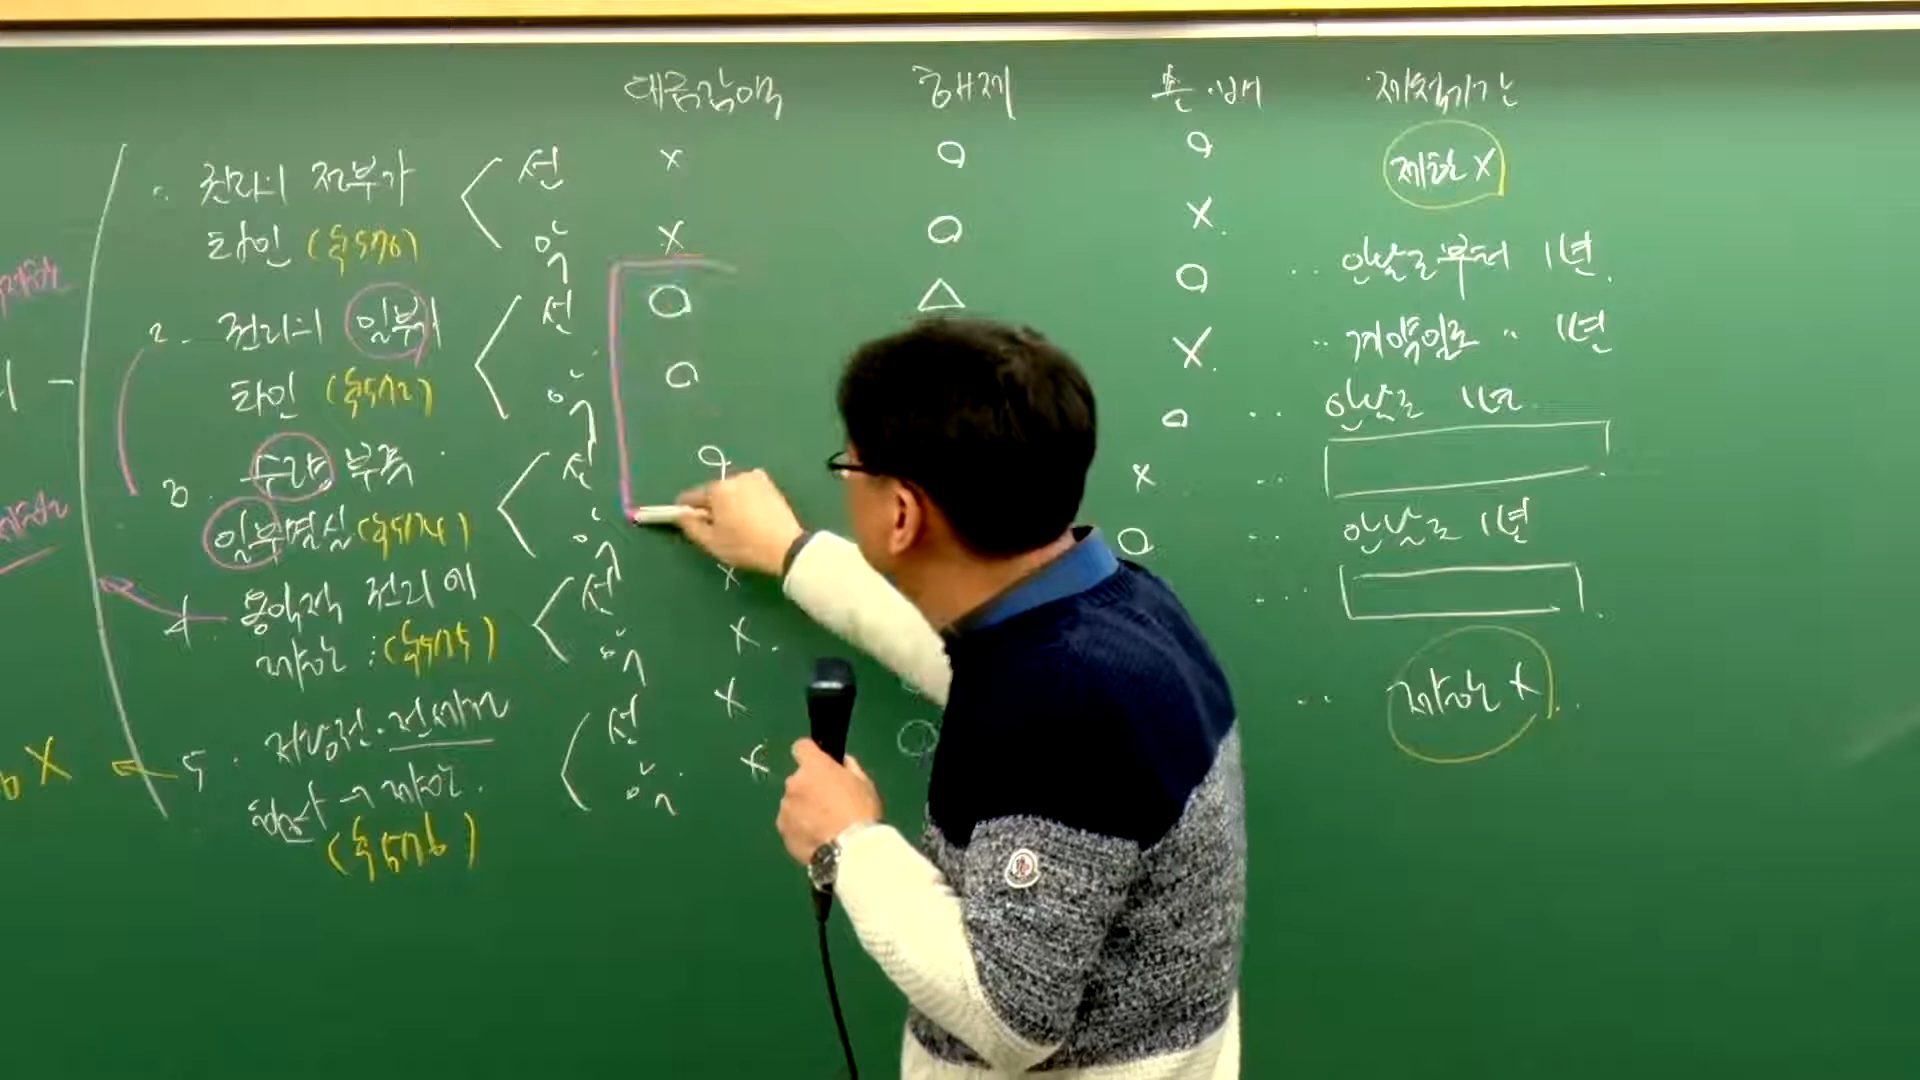 대금감액 해제 손·배 제척기간
1. 권리의 전부가 선 X O O 제한 X
타인 (§570) 악 X O X
2. 권리의 일부가 선 O △ O .. 안날로부터 1년.
타인 (§572) 악 O X .. 계약일로 .. 1년
3. 수량 부족 선 O O .. 안날로 1년
일부멸실 (§574) 악 X ..
4. 용익적 권리에 선 X O .. 안날로 1년
제한 : (§575) 악 X ...
5. 저당권·전세권 선 X .. 제한 X ..
행사 → 제한. 악 X
(§576)
X